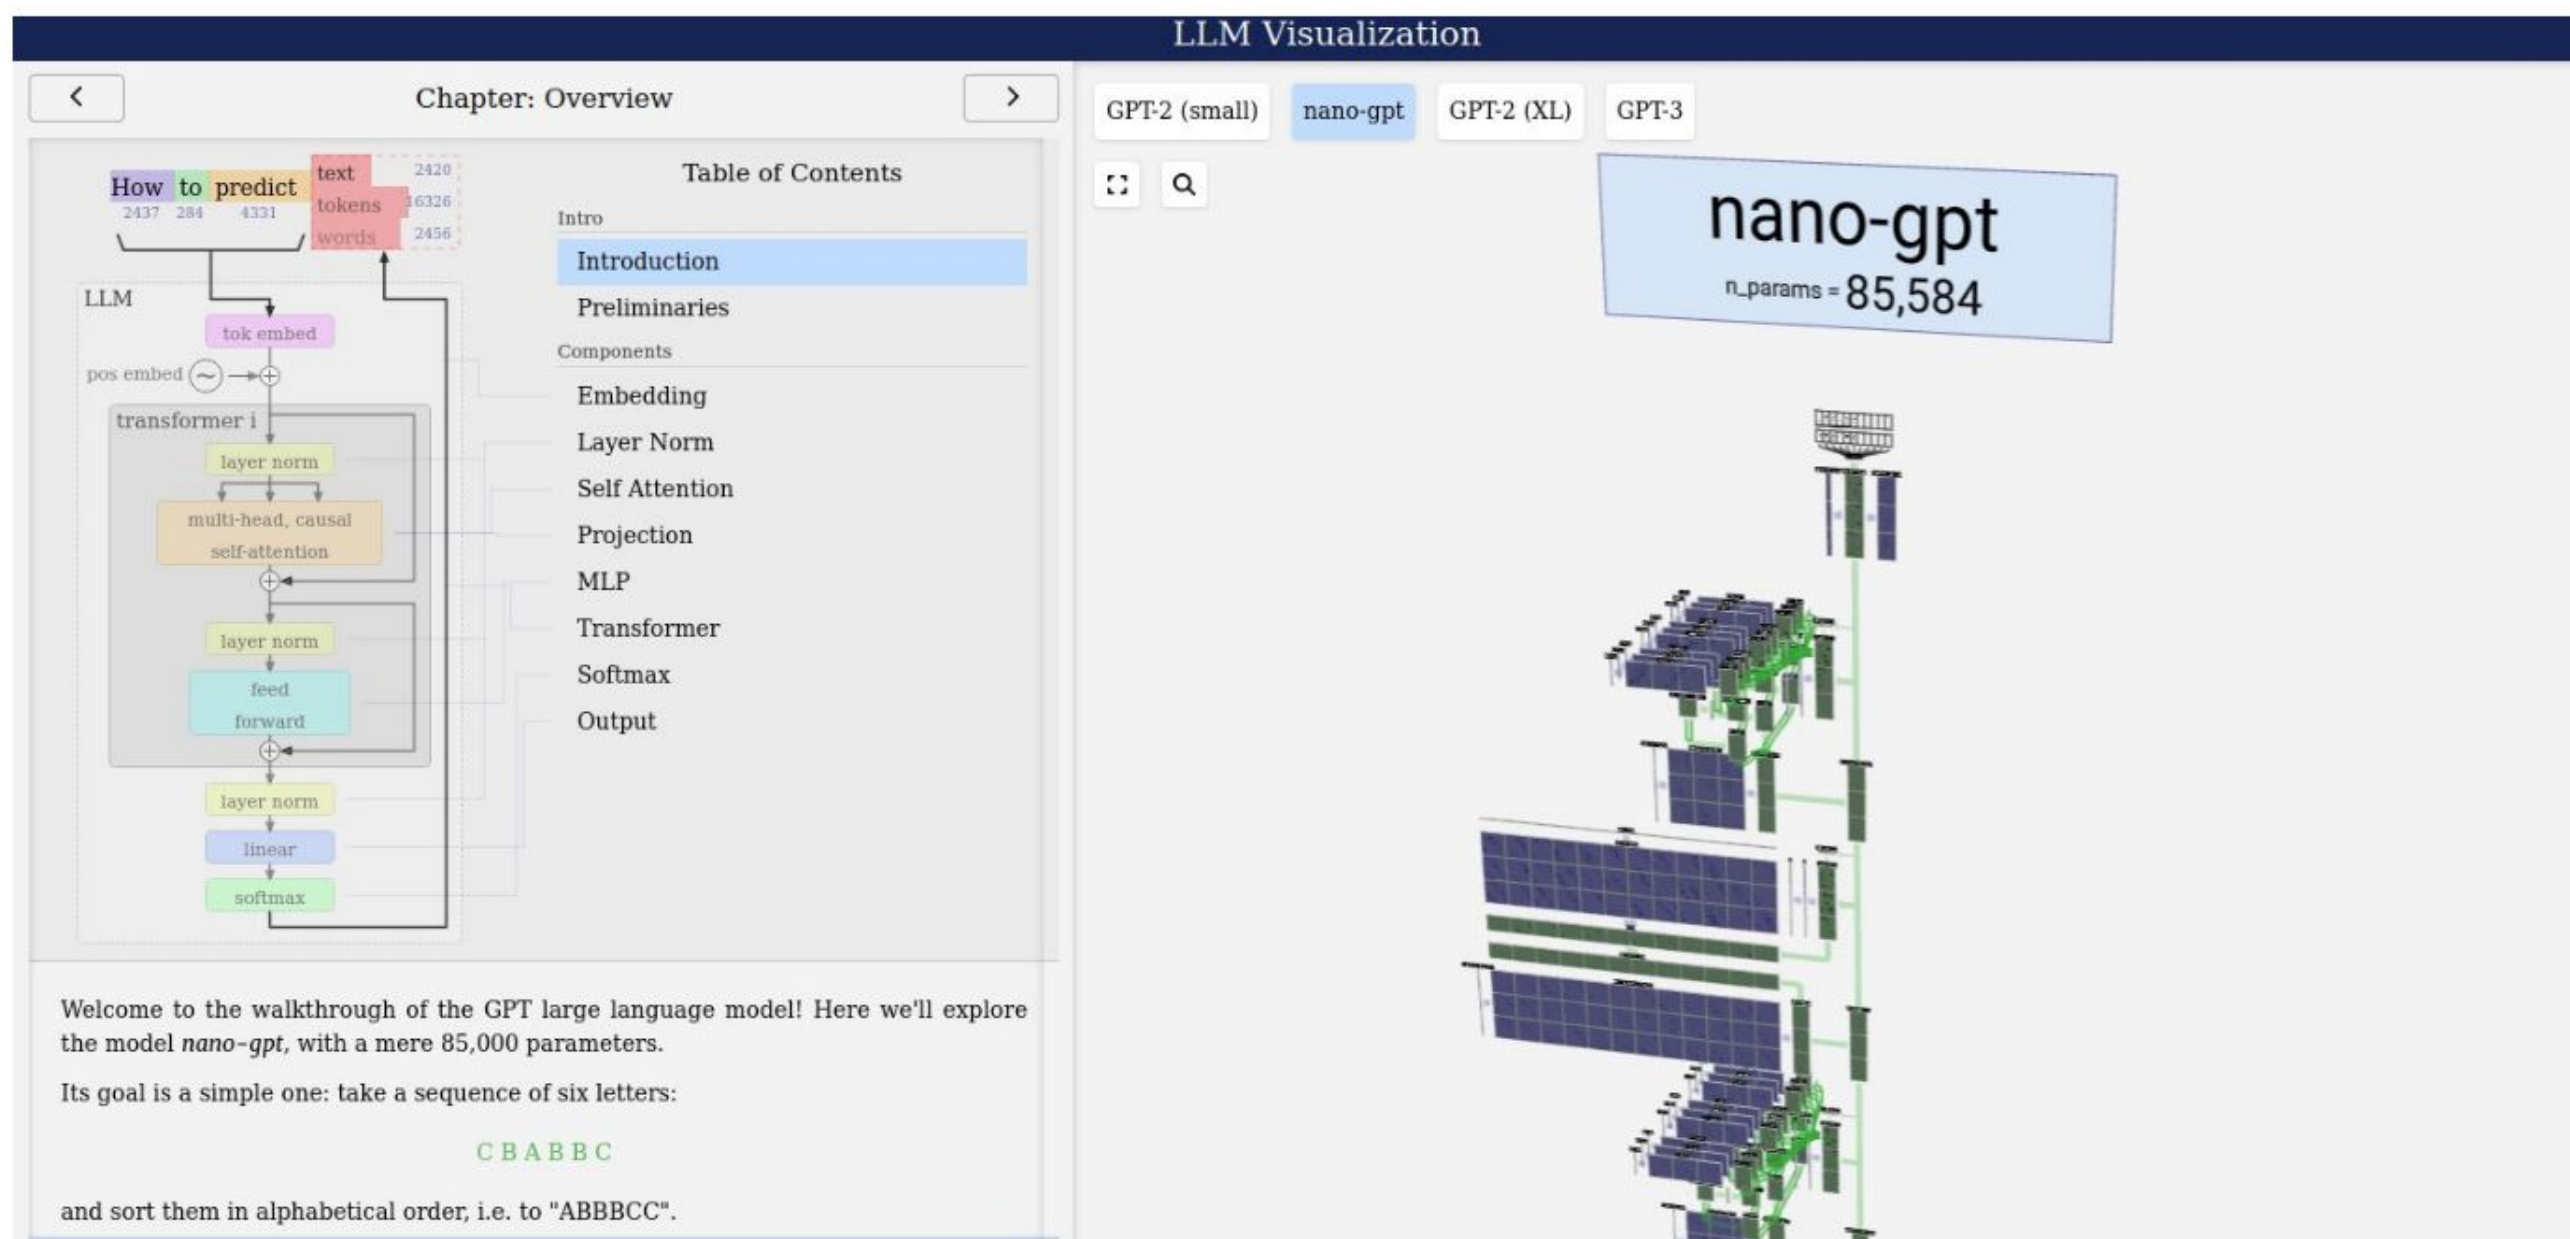 LLM Visualization
Chapter: Overview
How to predict
2437 284 4331
text 2420
tokens 16326
words 2456
LLM
tok embed
pos embed
transformer i
layer norm
multi-head, causal
self-attention
layer norm
feed
forward
layer norm
linear
softmax
Table of Contents
Intro
Introduction
Preliminaries
Components
Embedding
Layer Norm
Self Attention
Projection
MLP
Transformer
Softmax
Output
Welcome to the walkthrough of the GPT large language model! Here we'll explore
the model nano-gpt, with a mere 85,000 parameters.
Its goal is a simple one: take a sequence of six letters:
C B A B B C
and sort them in alphabetical order, i.e. to "ABBBCC".
GPT-2 (small) nano-gpt GPT-2 (XL) GPT-3
nano-gpt
n_params = 85,584